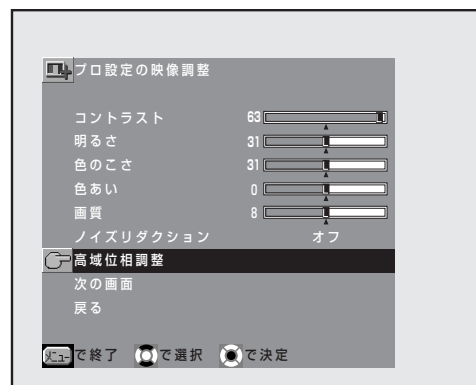 プロ設定の映像調整
コントラスト 63
明るさ 31
色のこさ 31
色あい 0
画質 8
ノイズリダクション オフ
高域位相調整
次の画面
戻る
メニューで終了 で選択 で決定